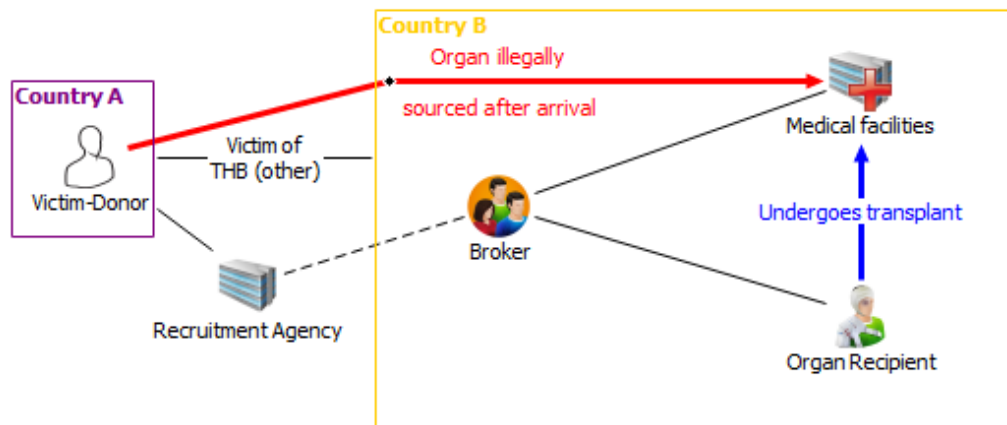 Country B
Organ illegally
sourced after arrival
Country A
Victim-Donor
Victim of
THB (other)
Medical facilities
Undergoes transplant
Broker
Recruitment Agency
Organ Recipient